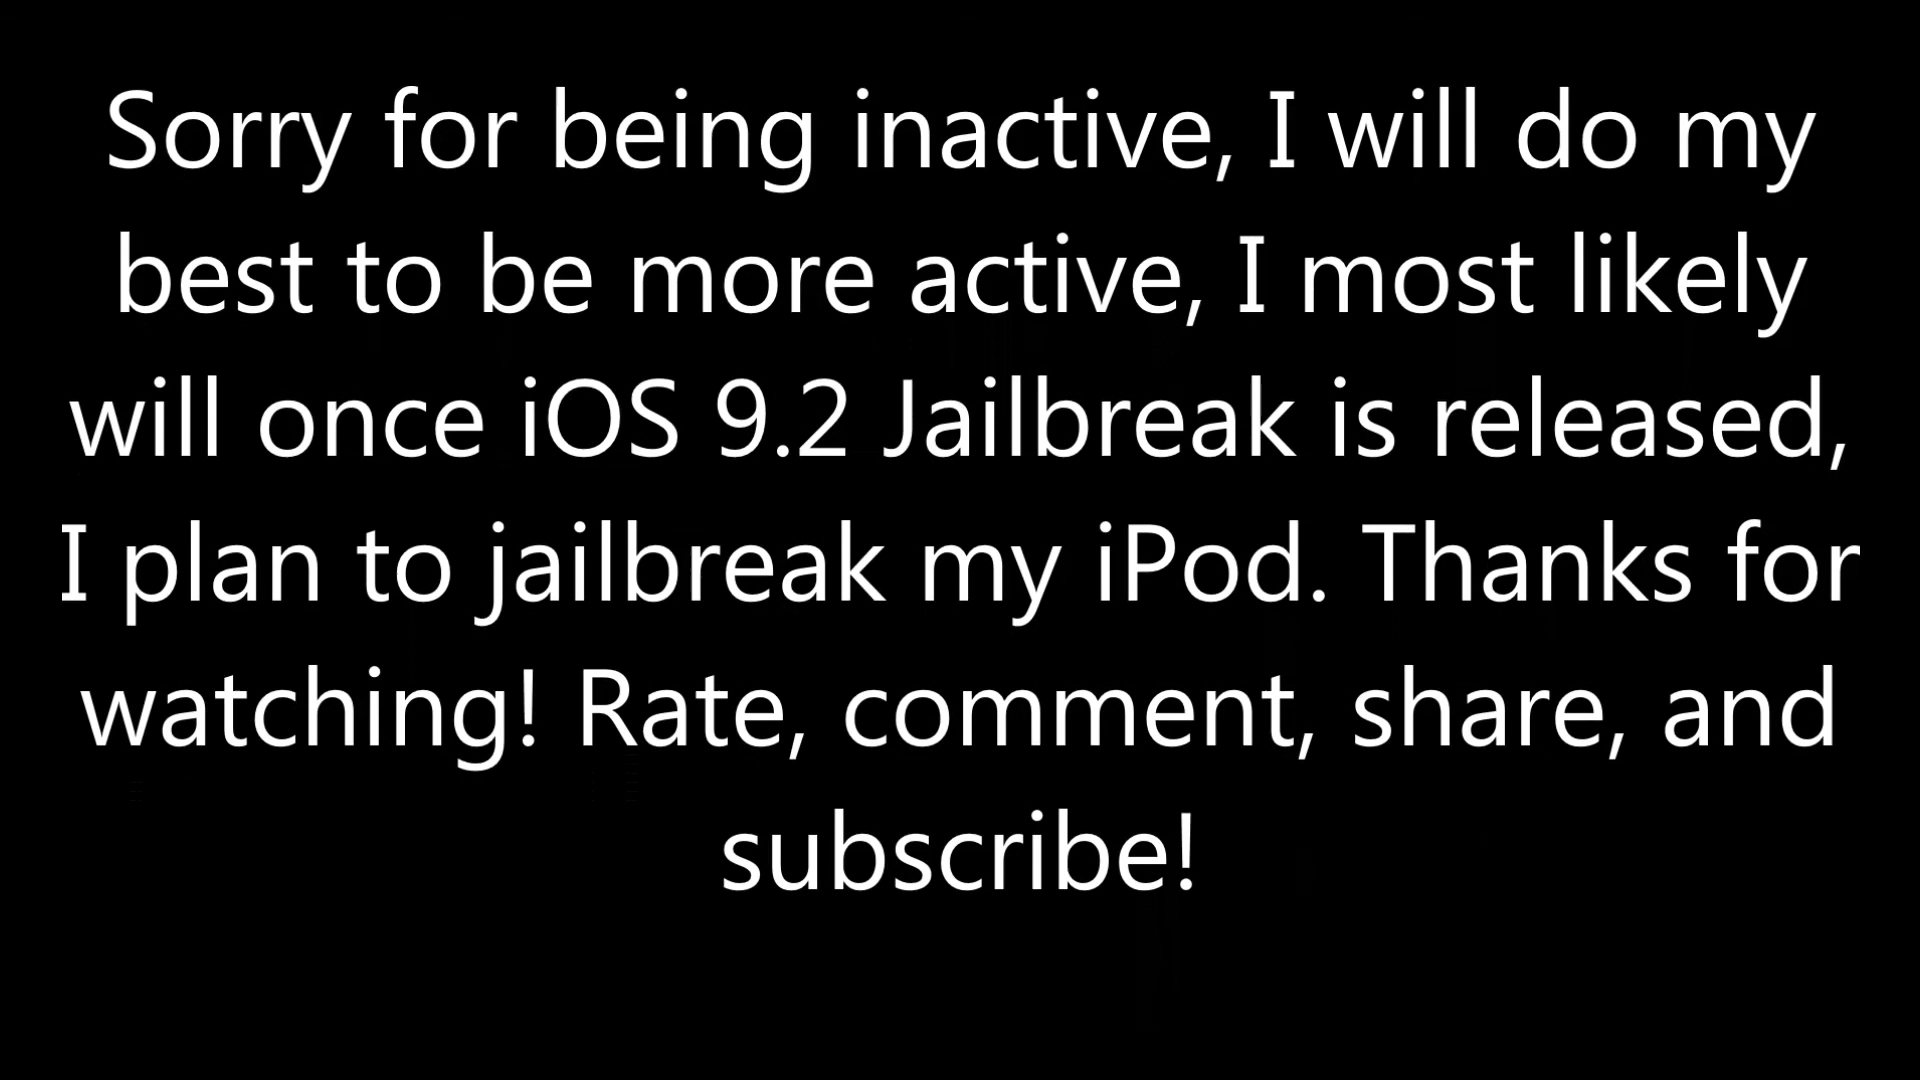 Sorry for being inactive, I will do my
best to be more active, I most likely
will once iOS 9.2 Jailbreak is released,
I plan to jailbreak my iPod. Thanks for
watching! Rate, comment, share, and
subscribe!